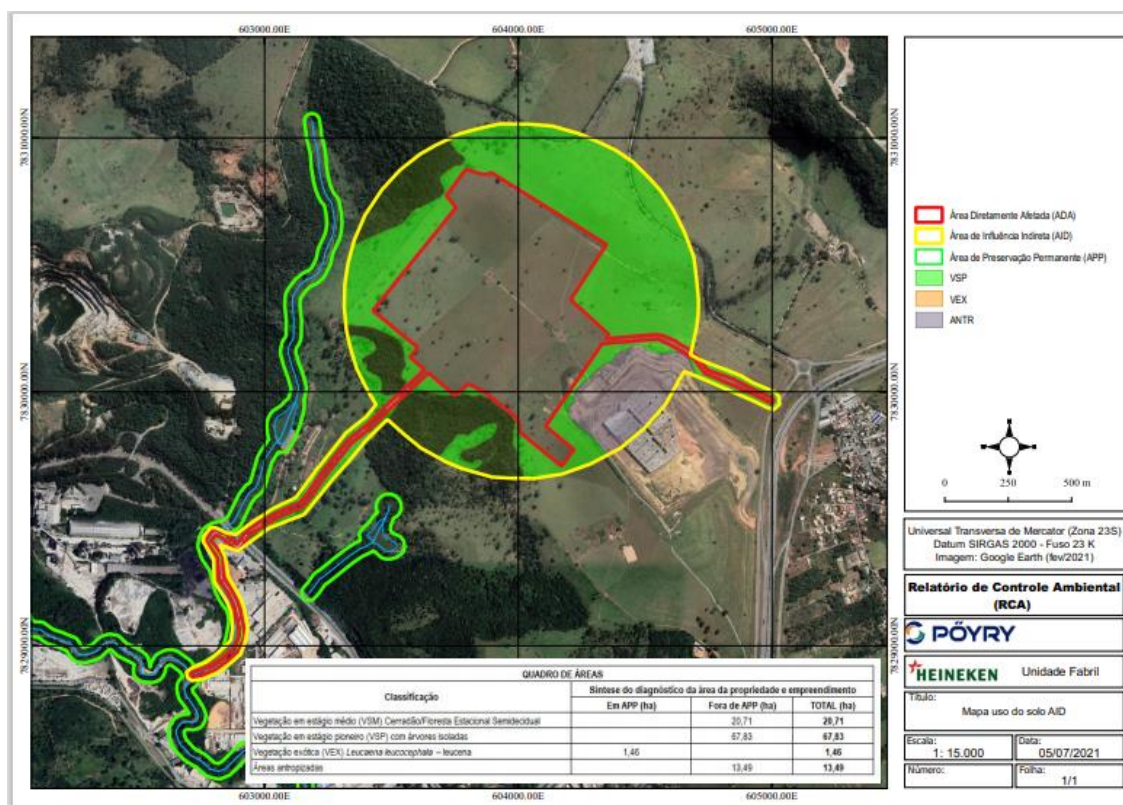 603000.00E 604000.00E 605000.00E
7831000.00N 7831000.00N
7830000.00N 7830000.00N
7829000.00N 7829000.00N
Área Diretamente Afetada (ADA)
Área de Influência Indireta (AID)
Área de Preservação Permanente (APP)
VSP
VEX
ANTR
0 250 500 m
Universal Transversa de Mercator (Zona 23S)
Datum SIRGAS 2000 - Fuso 23 K
Imagem: Google Earth (fev/2021)
Relatório de Controle Ambiental
(RCA)
PÖYRY
HEINEKEN Unidade Fabril
Título:
Mapa uso do solo AID
Escala: Data:
1: 15.000 05/07/2021
Número: Folha:
1/1
QUADRO DE ÁREAS
Classificação Síntese do diagnóstico da área da propriedade e empreendimento
Em APP (ha) Fora de APP (ha) TOTAL (ha)
Vegetação em estágio médio (VSM) Cerradão/Floresta Estacional Semidecidual 20,71 20,71
Vegetação em estágio pioneiro (VSP) com árvores isoladas 67,83 67,83
Vegetação exótica (VEX) Leucaena leucocephala – leucena 1,46 1,46
Áreas antropizadas 13,49 13,49
603000.00E 604000.00E 605000.00E